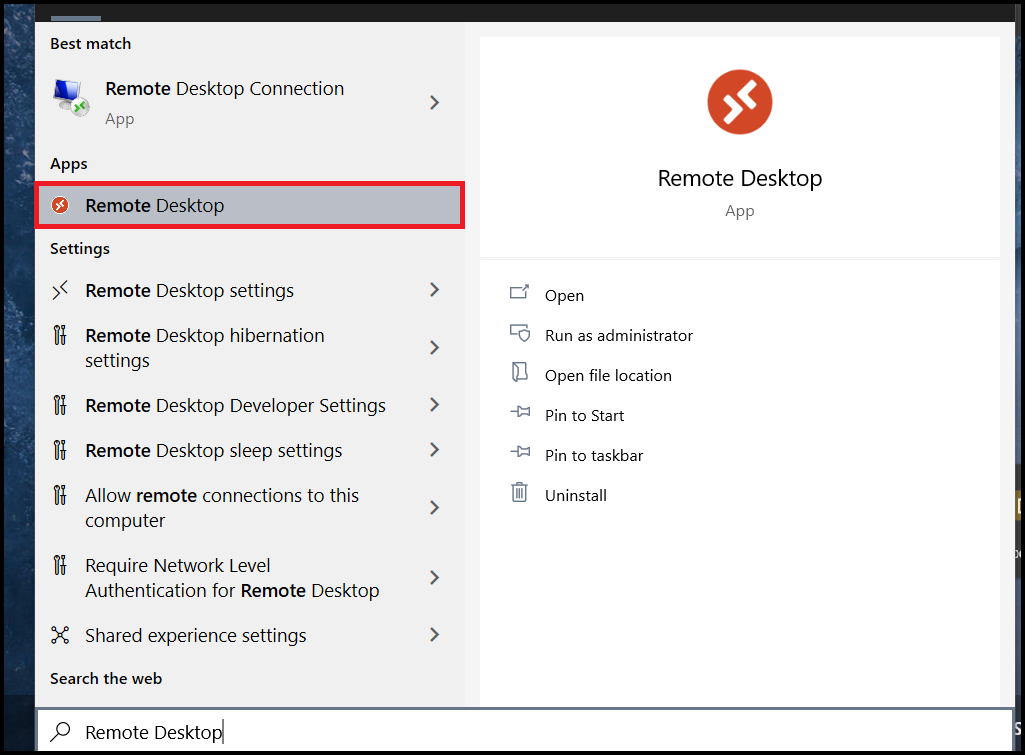 Best match
Remote Desktop Connection
App
Apps
Remote Desktop
Settings
Remote Desktop settings
Remote Desktop hibernation
settings
Remote Desktop Developer Settings
Remote Desktop sleep settings
Allow remote connections to this
computer
Require Network Level
Authentication for Remote Desktop
Shared experience settings
Search the web
Remote Desktop
Remote Desktop
App
Open
Run as administrator
Open file location
Pin to Start
Pin to taskbar
Uninstall